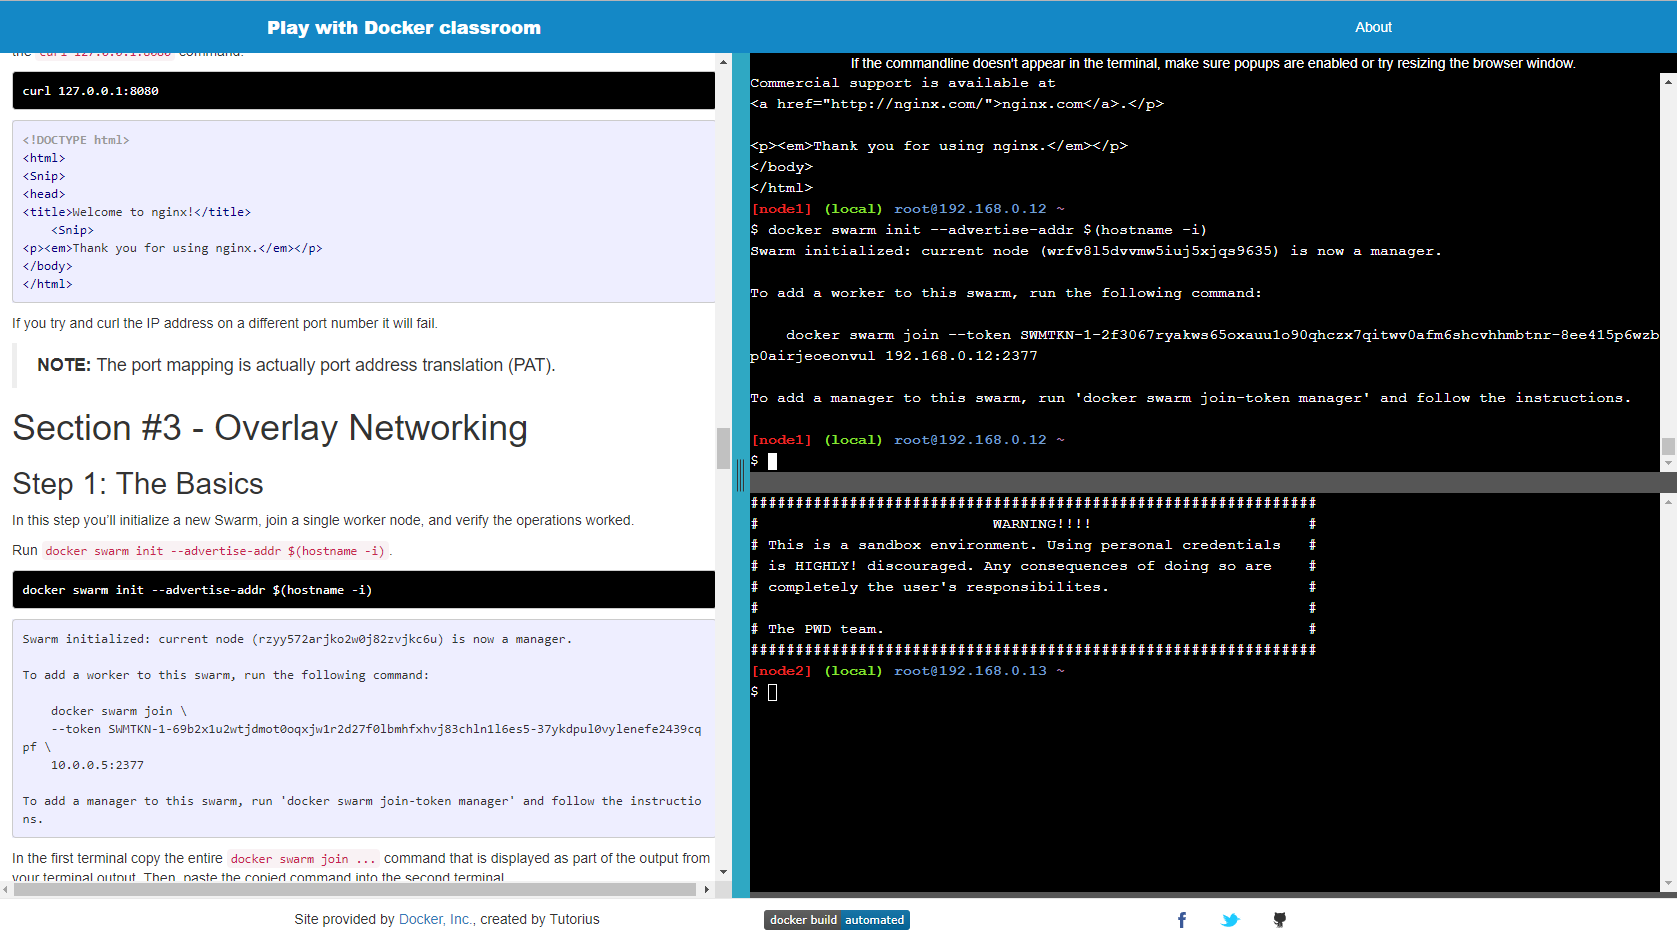 Play with Docker classroom
About
the curl 127.0.0.1:8080 command.
curl 127.0.0.1:8080
<!DOCTYPE html>
<html>
<Snip>
<head>
<title>Welcome to nginx!</title>
<Snip>
<p><em>Thank you for using nginx.</em></p>
</body>
</html>
If you try and curl the IP address on a different port number it will fail.
NOTE: The port mapping is actually port address translation (PAT).
Section #3 - Overlay Networking
Step 1: The Basics
In this step you'll initialize a new Swarm, join a single worker node, and verify the operations worked.
Run docker swarm init --advertise-addr $(hostname -i) .
docker swarm init --advertise-addr $(hostname -i)
Swarm initialized: current node (rzyy572arjko2w0j82zvjkc6u) is now a manager.
To add a worker to this swarm, run the following command:
docker swarm join \
--token SWMTKN-1-69b2x1u2wtjdmot0oqxjw1r2d27f0lbmhfxhvj83chln1l6es5-37ykdpul0vylenefe2439cq
pf \
10.0.0.5:2377
To add a manager to this swarm, run 'docker swarm join-token manager' and follow the instructio
ns.
In the first terminal copy the entire docker swarm join ... command that is displayed as part of the output from
your terminal output. Then, paste the copied command into the second terminal.
If the commandline doesn't appear in the terminal, make sure popups are enabled or try resizing the browser window.
Commercial support is available at
<a href="http://nginx.com/">nginx.com</a>.</p>
<p><em>Thank you for using nginx.</em></p>
</body>
</html>
[node1] (local) root@192.168.0.12 ~
$ docker swarm init --advertise-addr $(hostname -i)
Swarm initialized: current node (wrfv8l5dvvmw5iuj5xjqs9635) is now a manager.
To add a worker to this swarm, run the following command:
docker swarm join --token SWMTKN-1-2f3067ryakws65oxauu1o90qhczx7qitwv0afm6shcvhhmbtnr-8ee415p6wzb
p0airjeoeonvul 192.168.0.12:2377
To add a manager to this swarm, run 'docker swarm join-token manager' and follow the instructions.
[node1] (local) root@192.168.0.12 ~
$
###############################################################
# WARNING!!!! #
# This is a sandbox environment. Using personal credentials #
# is HIGHLY! discouraged. Any consequences of doing so are #
# completely the user's responsibilites. #
# #
# The PWD team. #
###############################################################
[node2] (local) root@192.168.0.13 ~
$
Site provided by Docker, Inc., created by Tutorius
docker build automated